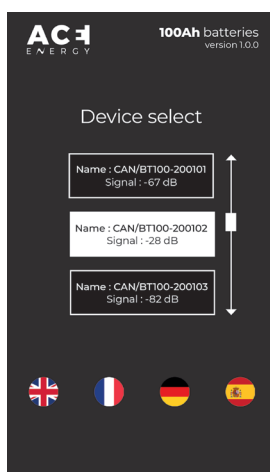 ACE
ENERGY
100Ah batteries
version 1.0.0
Device select
Name : CAN/BT100-200101
Signal : -67 dB
Name : CAN/BT100-200102
Signal : -28 dB
Name : CAN/BT100-200103
Signal : -82 dB